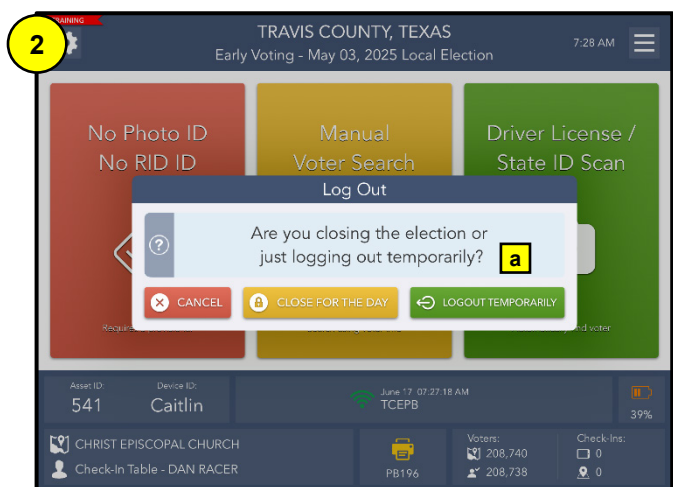 TRAINING
2
TRAVIS COUNTY, TEXAS
Early Voting - May 03, 2025 Local Election
7:28 AM
No Photo ID
No RID ID
Manual
Voter Search
Driver License /
State ID Scan
Log Out
Are you closing the election or
just logging out temporarily?
a
CANCEL
CLOSE FOR THE DAY
LOGOUT TEMPORARILY
voter
Asset ID:
541
Device ID:
Caitlin
June 17 07:27:18 AM
TCEPB
39%
CHRIST EPISCOPAL CHURCH
Check-In Table - DAN RACER
PB196
Voters:
208,740
208,738
Check-Ins:
0
0